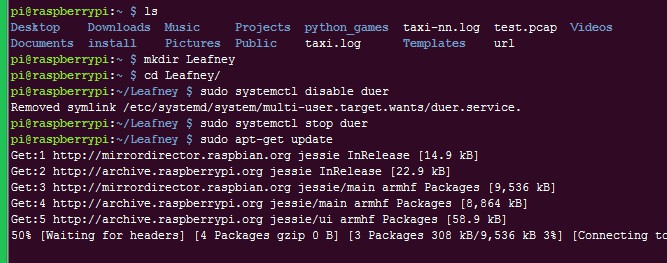 pi@raspberrypi:~ $ ls
Desktop    Downloads  Music     Projects  python_games  taxi-nn.log  test.pcap  Videos
Documents  install    Pictures  Public    taxi.log      Templates    url
pi@raspberrypi:~ $ mkdir Leafney
pi@raspberrypi:~ $ cd Leafney/
pi@raspberrypi:~/Leafney $ sudo systemctl disable duer
Removed symlink /etc/systemd/system/multi-user.target.wants/duer.service.
pi@raspberrypi:~/Leafney $ sudo systemctl stop duer
pi@raspberrypi:~/Leafney $ sudo apt-get update
Get:1 http://mirrordirector.raspbian.org jessie InRelease [14.9 kB]
Get:2 http://archive.raspberrypi.org jessie InRelease [22.9 kB]
Get:3 http://mirrordirector.raspbian.org jessie/main armhf Packages [9,536 kB]
Get:4 http://archive.raspberrypi.org jessie/main armhf Packages [8,864 kB]
Get:5 http://archive.raspberrypi.org jessie/ui armhf Packages [58.9 kB]
50% [Waiting for headers] [4 Packages gzip 0 B] [3 Packages 308 kB/9,536 kB 3%] [Connecting to